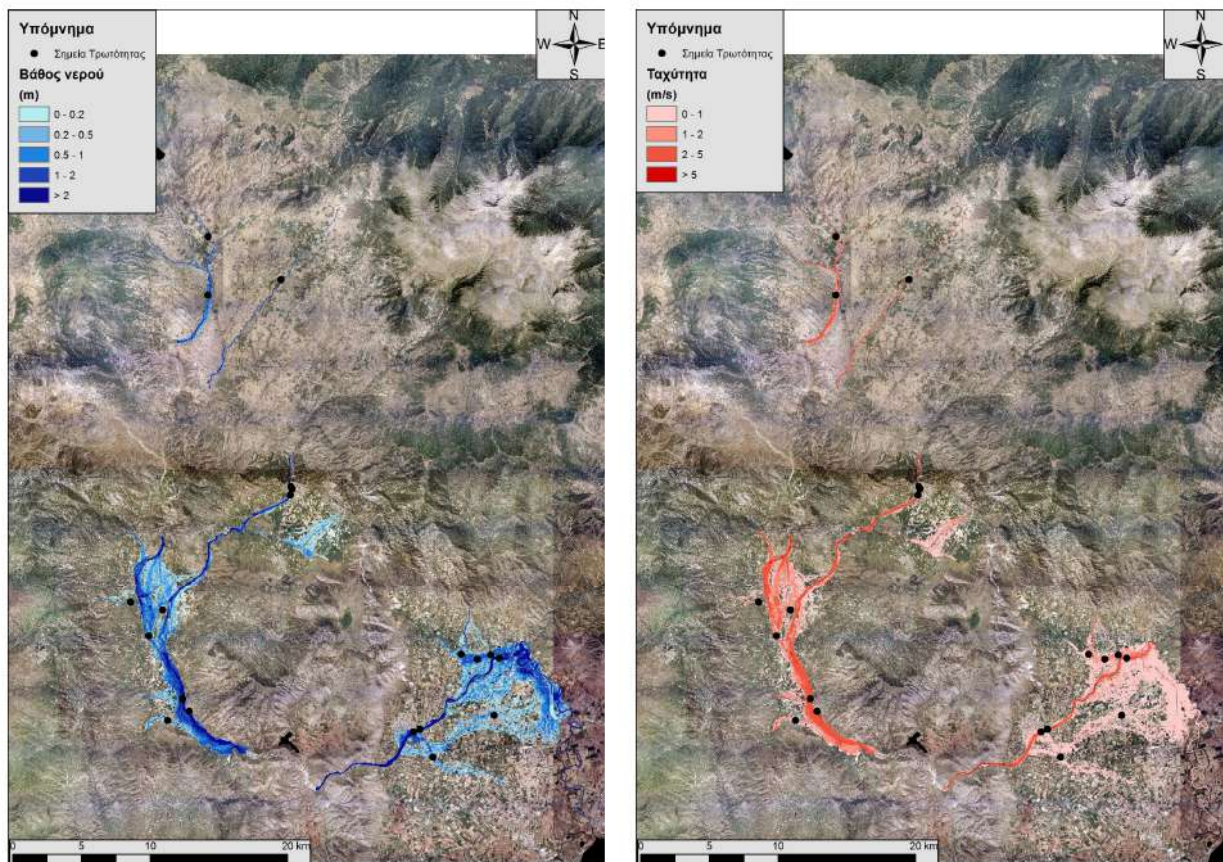 Υπόμνημα
Σημεία Τρωτότητας
Βάθος νερού
(m)
0 - 0.2
0.2 - 0.5
0.5 - 1
1 - 2
> 2
N
W E
S
0 5 10 20 km
Υπόμνημα
Σημεία Τρωτότητας
Ταχύτητα
(m/s)
0 - 1
1 - 2
2 - 5
> 5
N
W E
S
0 5 10 20 km